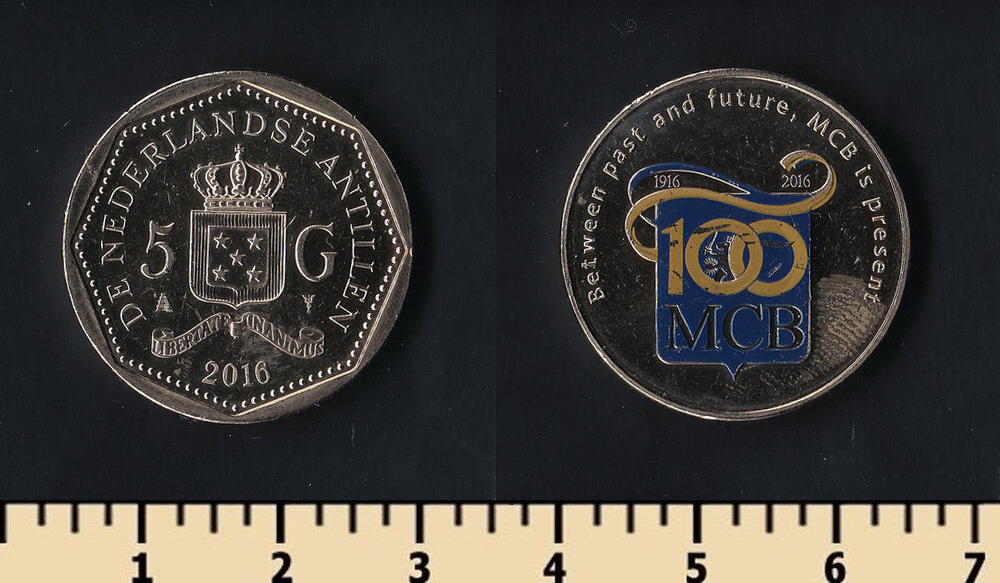 DE NEDERLANDSE ANTILLEN
5 G
LIBERTATE UNANIMUS
2016
Between past and future, MCB is present
1916 2016
100
MCB
1 2 3 4 5 6 7